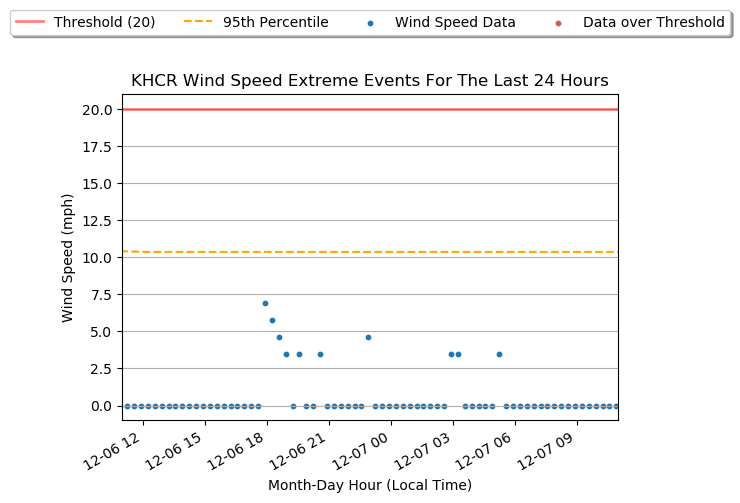 Threshold (20) 95th Percentile Wind Speed Data Data over Threshold
KHCR Wind Speed Extreme Events For The Last 24 Hours
20.0
17.5
15.0
12.5
10.0
7.5
5.0
2.5
0.0
Wind Speed (mph)
12-06 12 12-06 15 12-06 18 12-06 21 12-07 00 12-07 03 12-07 06 12-07 09
Month-Day Hour (Local Time)